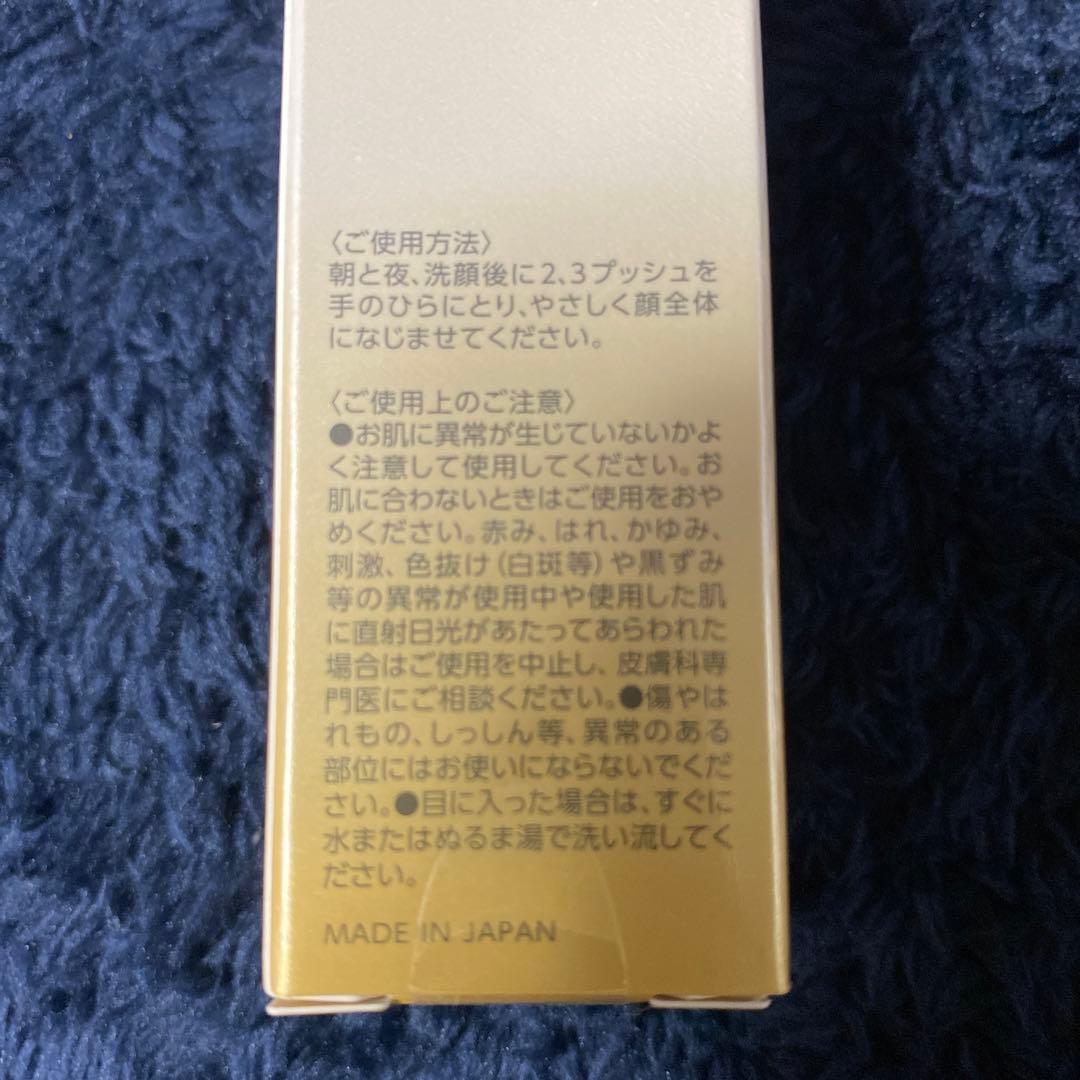 〈ご使用方法〉
朝と夜、洗顔後に2、3プッシュを
手のひらにとり、やさしく顔全体
になじませてください。
〈ご使用上のご注意〉
●お肌に異常が生じていないかよ
く注意して使用してください。お
肌に合わないときはご使用をおや
めください。赤み、はれ、かゆみ、
刺激、色抜け(白斑等)や黒ずみ
等の異常が使用中や使用した肌
に直射日光があたってあらわれた
場合はご使用を中止し、皮膚科専
門医にご相談ください。●傷やは
れもの、しっしん等、異常のある
部位にはお使いにならないでくだ
さい。●目に入った場合は、すぐに
水またはぬるま湯で洗い流してく
ださい。
MADE IN JAPAN